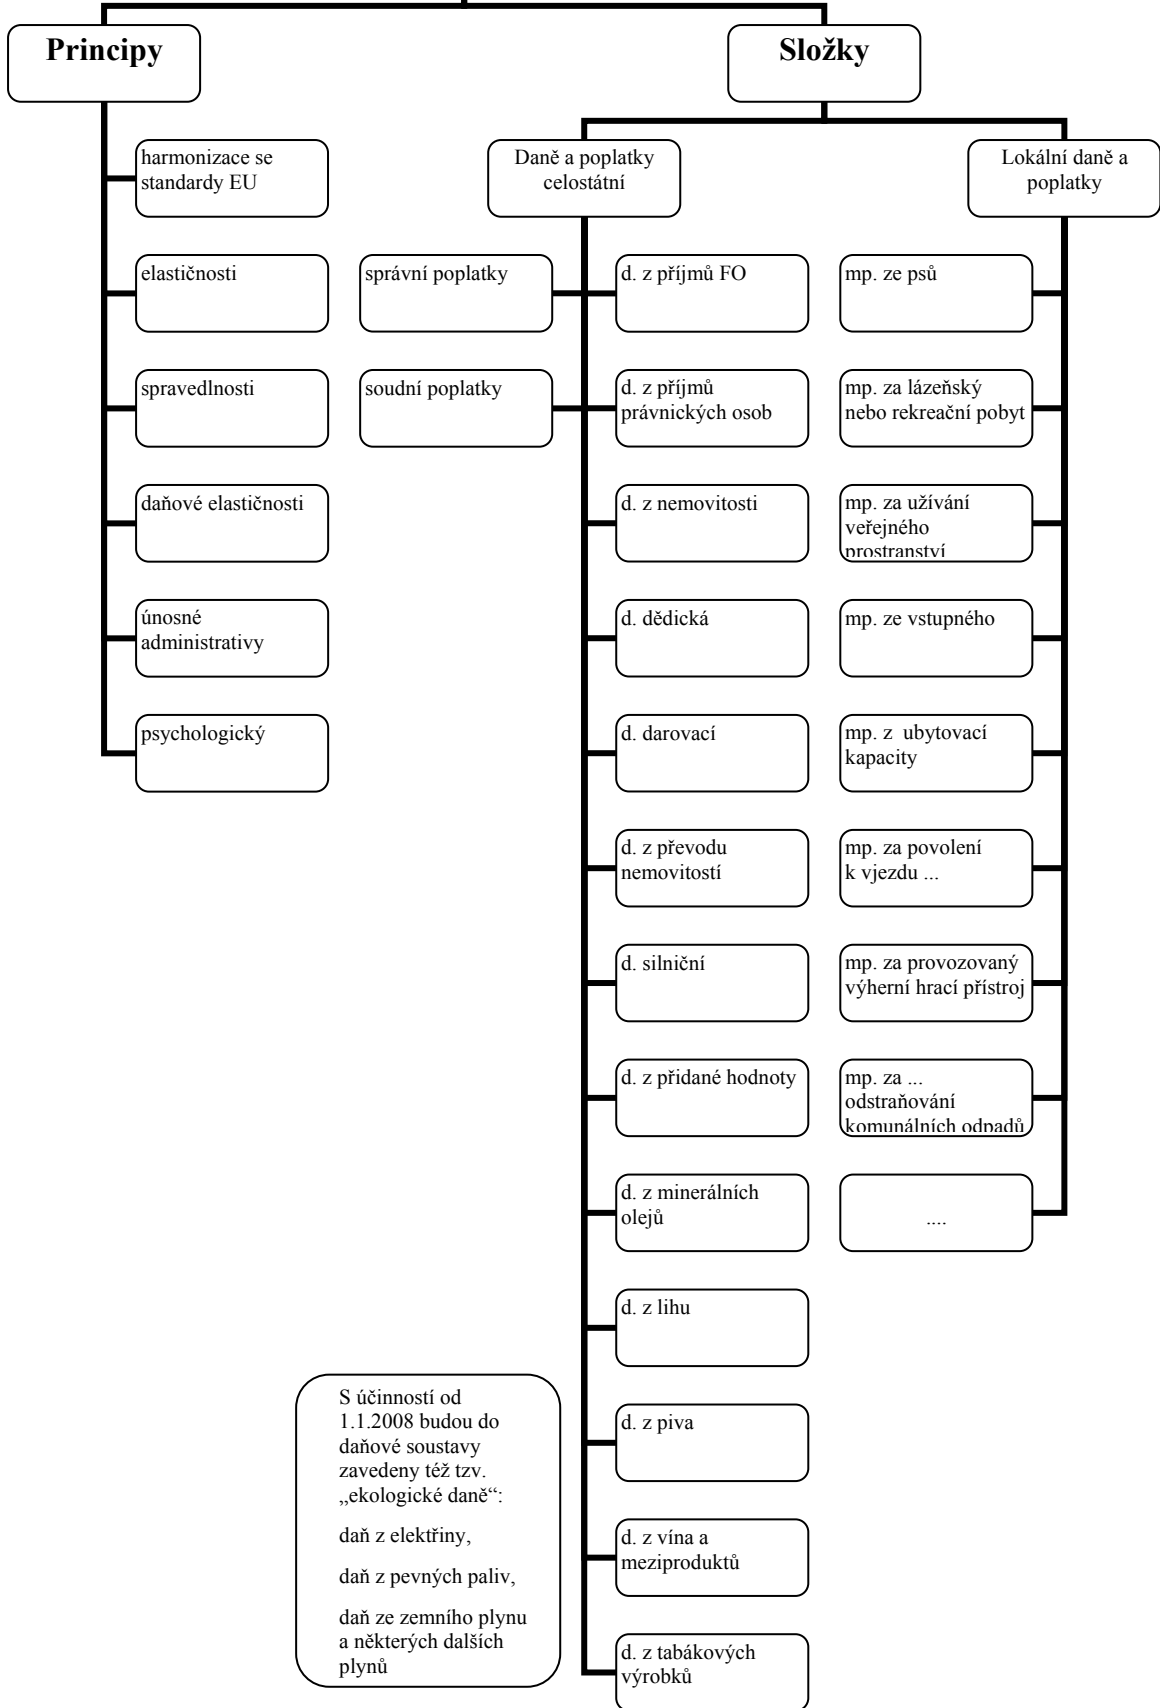 Principy
Složky
harmonizace se
standardy EU
elastičnosti
spravedlnosti
daňové elastičnosti
únosné
administrativy
psychologický
Daně a poplatky
celostátní
správní poplatky
soudní poplatky
d. z příjmů FO
d. z příjmů
právnických osob
d. z nemovitosti
d. dědická
d. darovací
d. z převodu
nemovitostí
d. silniční
d. z přidané hodnoty
d. z minerálních
olejů
d. z lihu
d. z piva
d. z vína a
meziproduktů
d. z tabákových
výrobků
Lokální daně a
poplatky
mp. ze psů
mp. za lázeňský
nebo rekreační pobyt
mp. za užívání
veřejného
prostranství
mp. ze vstupného
mp. z ubytovací
kapacity
mp. za povolení
k vjezdu ...
mp. za provozovaný
výherní hrací přístroj
mp. za ...
odstraňování
komunálních odpadů
....
S účinností od
1.1.2008 budou do
daňové soustavy
zavedeny též tzv.
„ekologické daně“:
daň z elektřiny,
daň z pevných paliv,
daň ze zemního plynu
a některých dalších
plynů